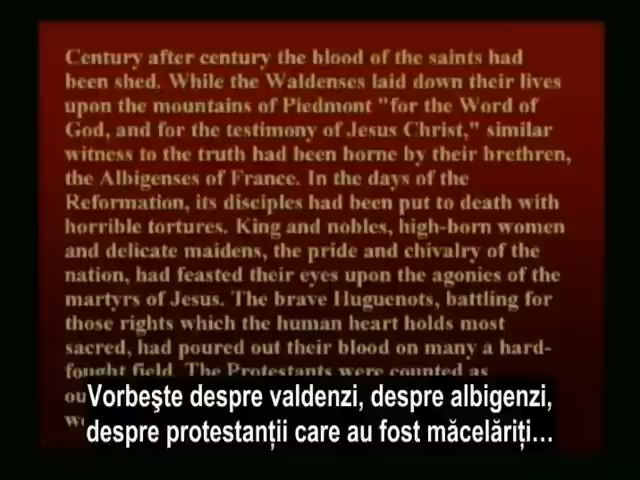 Century after century the blood of the saints had
been shed. While the Waldenses laid down their lives
upon the mountains of Piedmont "for the Word of
God, and for the testimony of Jesus Christ," similar
witness to the truth had been borne by their brethren,
the Albigenses of France. In the days of the
Reformation, its disciples had been put to death with
horrible tortures. King and nobles, high-born women
and delicate maidens, the pride and chivalry of the
nation, had feasted their eyes upon the agonies of the
martyrs of Jesus. The brave Huguenots, battling for
those rights which the human heart holds most
sacred, had poured out their blood on many a hard-
fought field. The Protestants were counted as
Vorbeşte despre valdenzi, despre albigenzi,
despre protestanţii care au fost măcelăriţi...